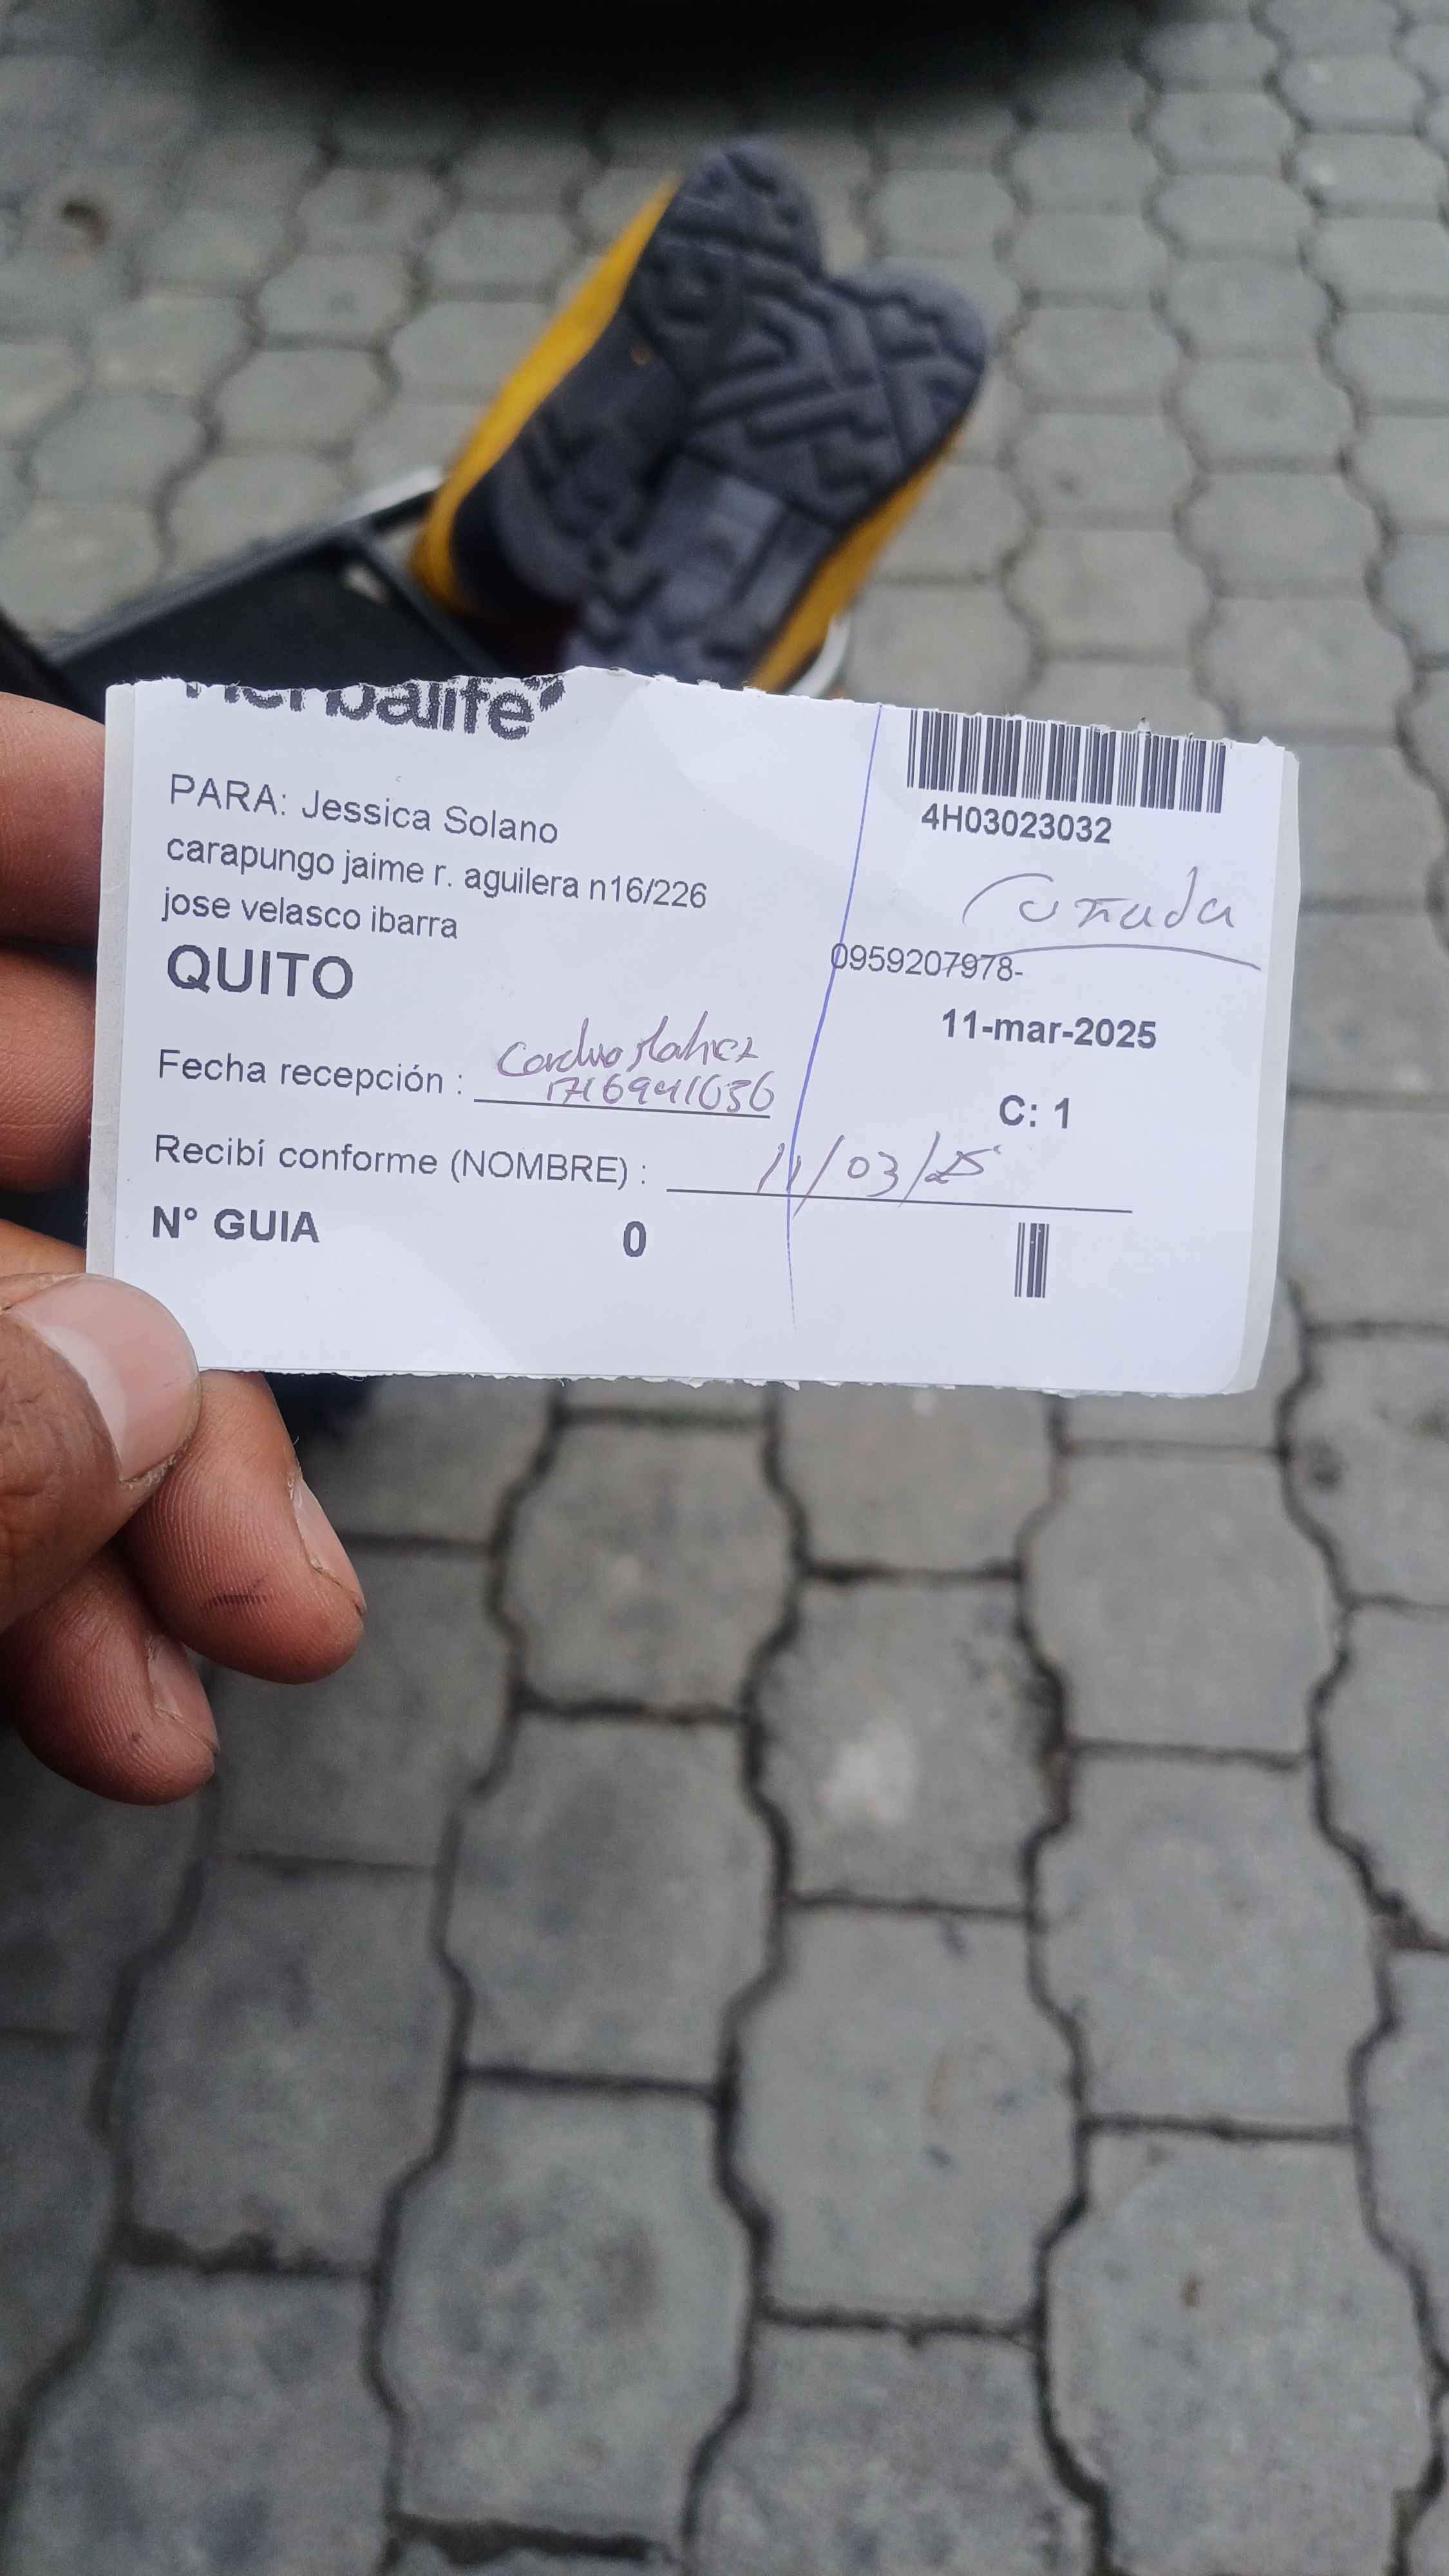 Herbalife
PARA: Jessica Solano
carapungo jaime r. aguilera n16/226
jose velasco ibarra
QUITO
4H03023032
Cuñada
0959207978-
11-mar-2025
C: 1
Fecha recepción :
Recibí conforme (NOMBRE) : 11/03/25
N° GUIA 0